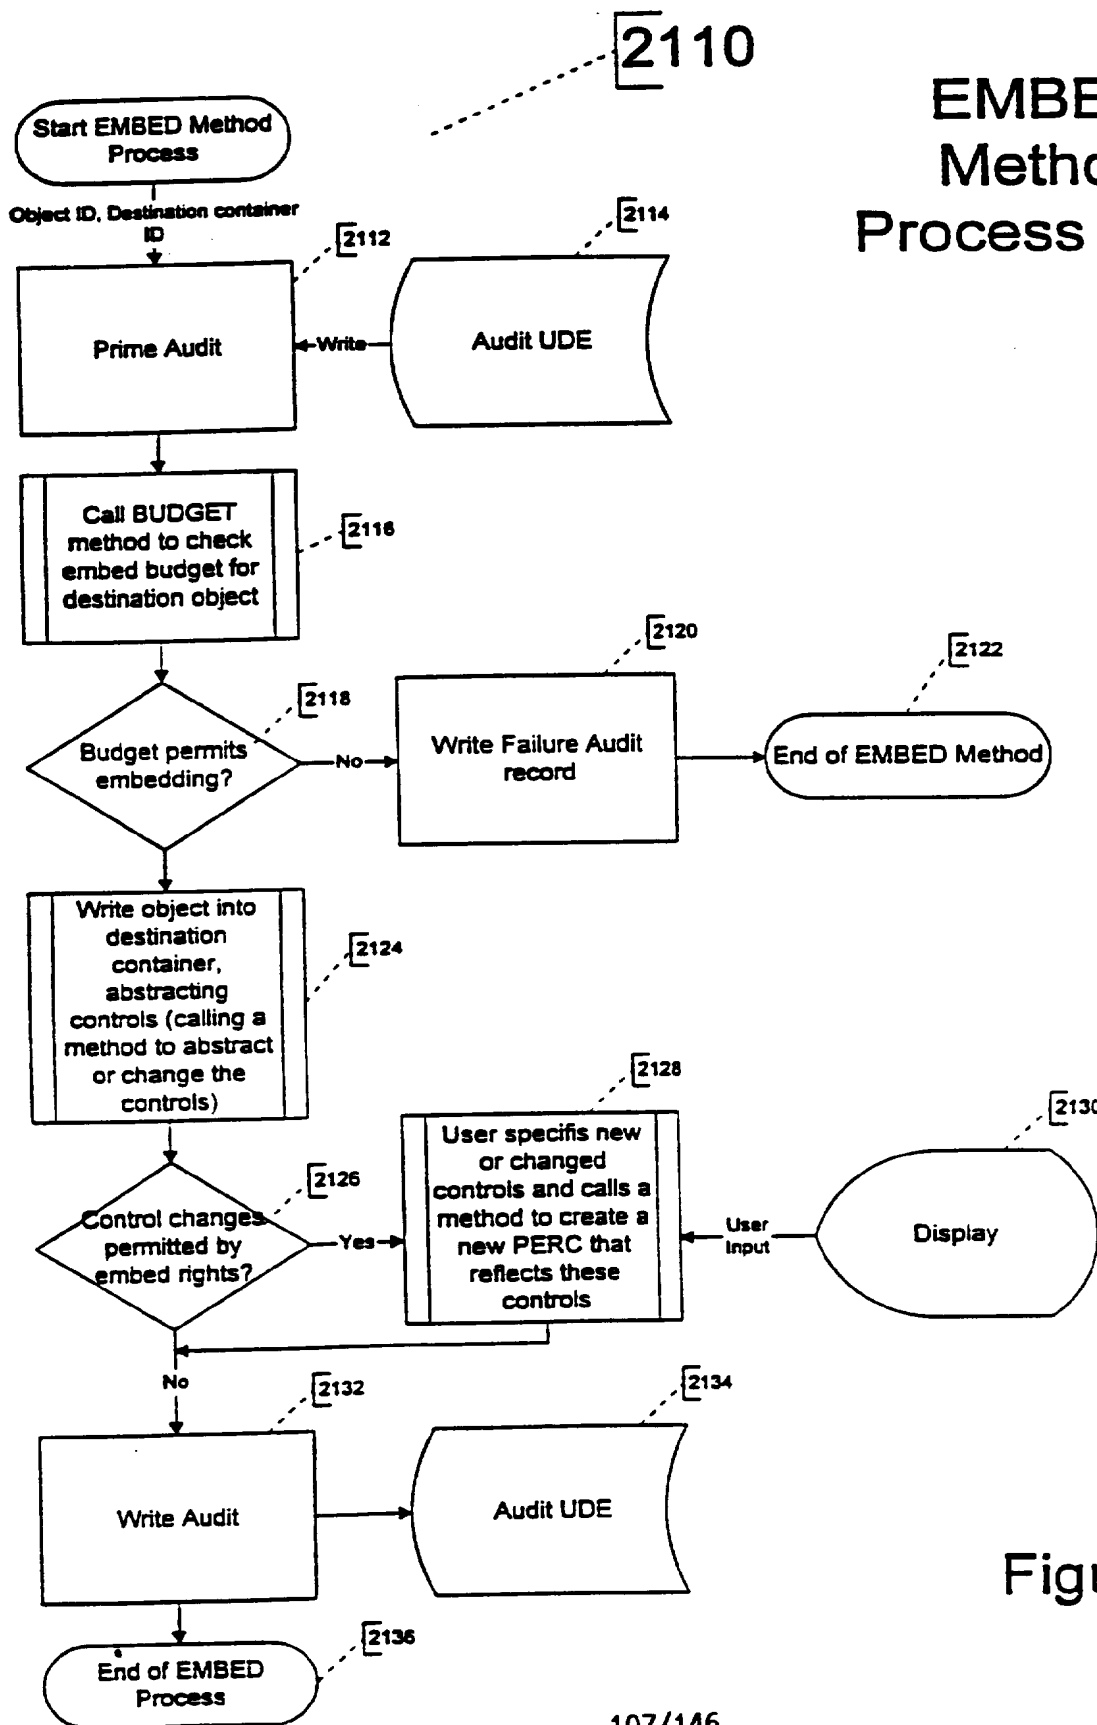 2110
EMBE
Metho
Process
Start EMBED Method
Process
Object ID, Destination container
ID
2112
2114
Prime Audit
Write
Audit UDE
Call BUDGET
method to check
embed budget for
destination object
2116
2118
Budget permits
embedding?
No
2120
Write Failure Audit
record
2122
End of EMBED Method
Write object into
destination
container,
abstracting
controls (calling a
method to abstract
or change the
controls)
2124
2126
Control changes
permitted by
embed rights?
Yes
2128
User specifis new
or changed
controls and calls a
method to create a
new PERC that
reflects these
controls
User
Input
2130
Display
No
2132
2134
Write Audit
Audit UDE
Figu
2136
End of EMBED
Process
107/146